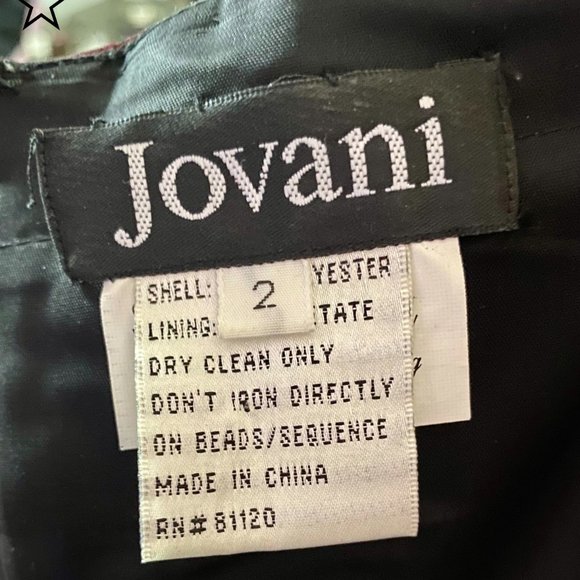 Jovani
2
SHELL: YESTER
LINING: TATE
DRY CLEAN ONLY
DON'T IRON DIRECTLY
ON BEADS/SEQUENCE
MADE IN CHINA
RN# 81120